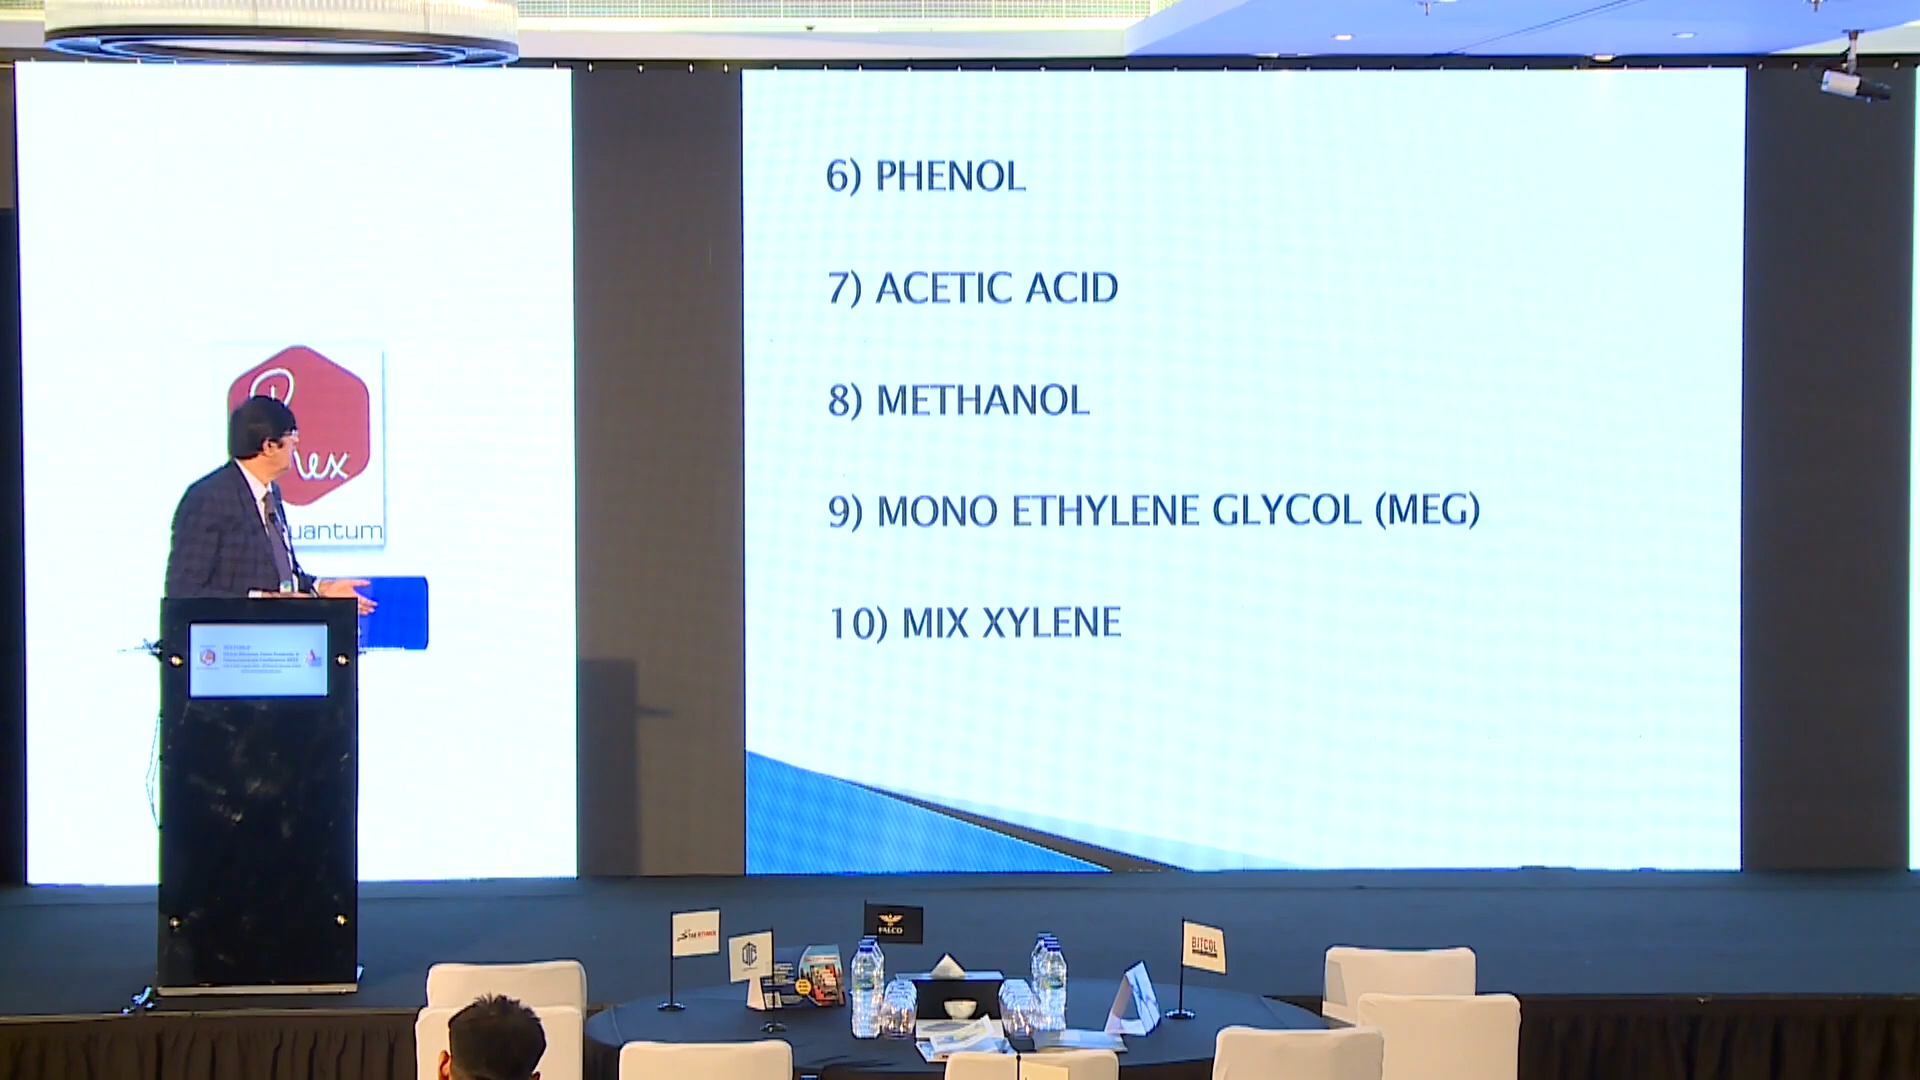 6) PHENOL
7) ACETIC ACID
8) METHANOL
9) MONO ETHYLENE GLYCOL (MEG)
10) MIX XYLENE
uantum
FALCO
BITCOL